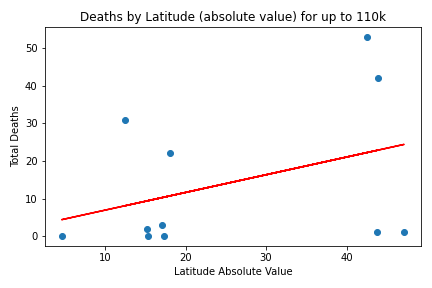 Deaths by Latitude (absolute value) for up to 110k
50
40
30
20
10
0
Total Deaths
10 20 30 40
Latitude Absolute Value